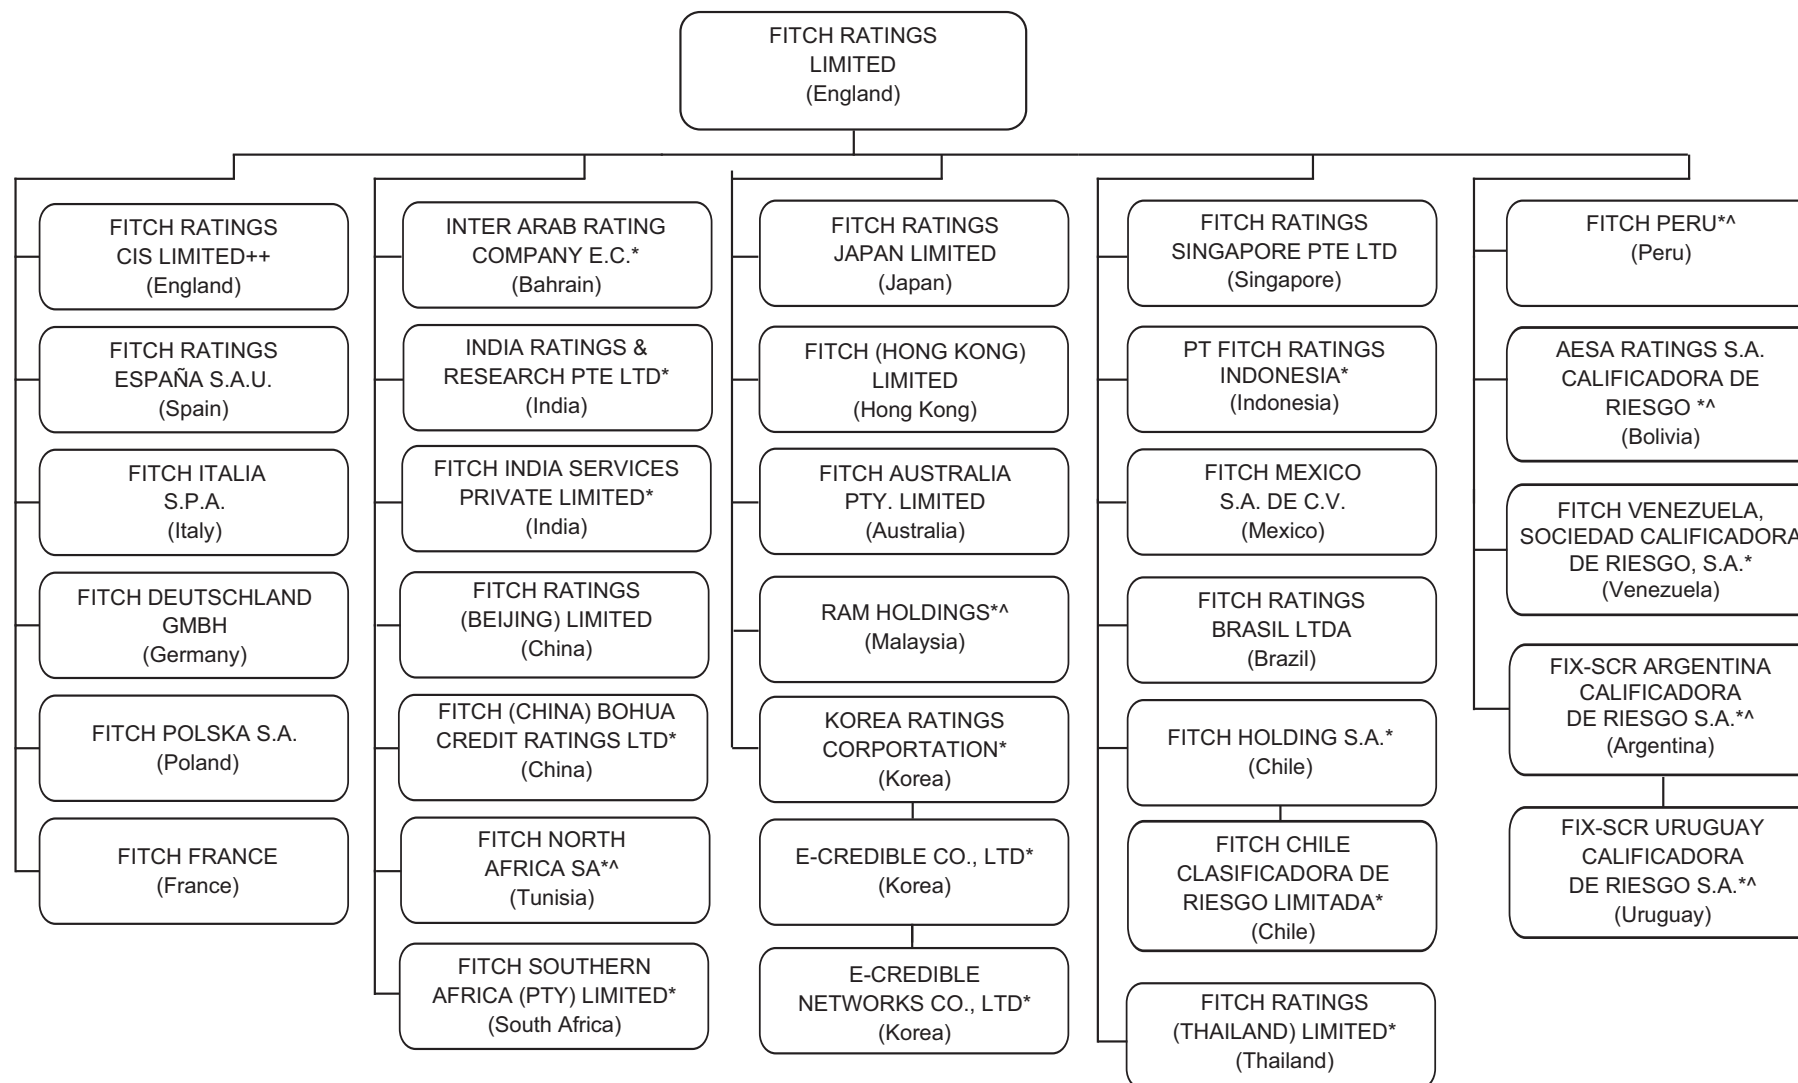 FITCH RATINGS
LIMITED
(England)
FITCH RATINGS
CIS LIMITED++
(England)
FITCH RATINGS
ESPAÑA S.A.U.
(Spain)
FITCH ITALIA
S.P.A.
(Italy)
FITCH DEUTSCHLAND
GMBH
(Germany)
FITCH POLSKA S.A.
(Poland)
FITCH FRANCE
(France)
INTER ARAB RATING
COMPANY E.C.*
(Bahrain)
INDIA RATINGS &
RESEARCH PTE LTD*
(India)
FITCH INDIA SERVICES
PRIVATE LIMITED*
(India)
FITCH RATINGS
(BEIJING) LIMITED
(China)
FITCH (CHINA) BOHUA
CREDIT RATINGS LTD*
(China)
FITCH NORTH
AFRICA SA*^
(Tunisia)
FITCH SOUTHERN
AFRICA (PTY) LIMITED*
(South Africa)
FITCH RATINGS
JAPAN LIMITED
(Japan)
FITCH (HONG KONG)
LIMITED
(Hong Kong)
FITCH AUSTRALIA
PTY. LIMITED
(Australia)
RAM HOLDINGS*^
(Malaysia)
KOREA RATINGS
CORPORTATION*
(Korea)
E-CREDIBLE CO., LTD*
(Korea)
E-CREDIBLE
NETWORKS CO., LTD*
(Korea)
FITCH RATINGS
SINGAPORE PTE LTD
(Singapore)
PT FITCH RATINGS
INDONESIA*
(Indonesia)
FITCH MEXICO
S.A. DE C.V.
(Mexico)
FITCH RATINGS
BRASIL LTDA
(Brazil)
FITCH HOLDING S.A.*
(Chile)
FITCH CHILE
CLASIFICADORA DE
RIESGO LIMITADA*
(Chile)
FITCH RATINGS
(THAILAND) LIMITED*
(Thailand)
FITCH PERU*^
(Peru)
AESA RATINGS S.A.
CALIFICADORA DE
RIESGO *^
(Bolivia)
FITCH VENEZUELA,
SOCIEDAD CALIFICADORA
DE RIESGO, S.A.*
(Venezuela)
FIX-SCR ARGENTINA
CALIFICADORA
DE RIESGO S.A.*^
(Argentina)
FIX-SCR URUGUAY
CALIFICADORA
DE RIESGO S.A.*^
(Uruguay)